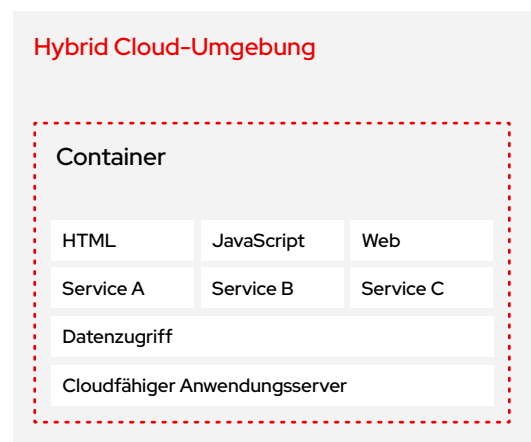 Hybrid Cloud-Umgebung
Container
HTML JavaScript Web
Service A Service B Service C
Datenzugriff
Cloudfähiger Anwendungsserver